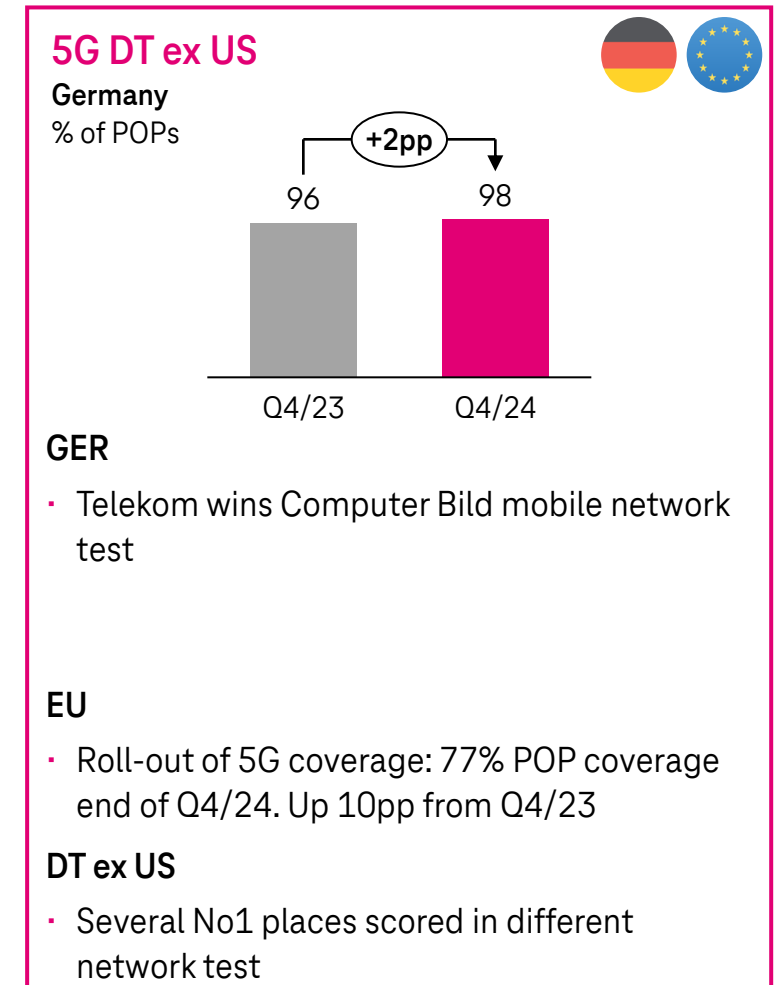 5G DT ex US
Germany
% of POPs
+2pp
96
98
Q4/23
Q4/24
GER
· Telekom wins Computer Bild mobile network
test
EU
· Roll-out of 5G coverage: 77% POP coverage
end of Q4/24. Up 10pp from Q4/23
DT ex US
· Several No1 places scored in different
network test